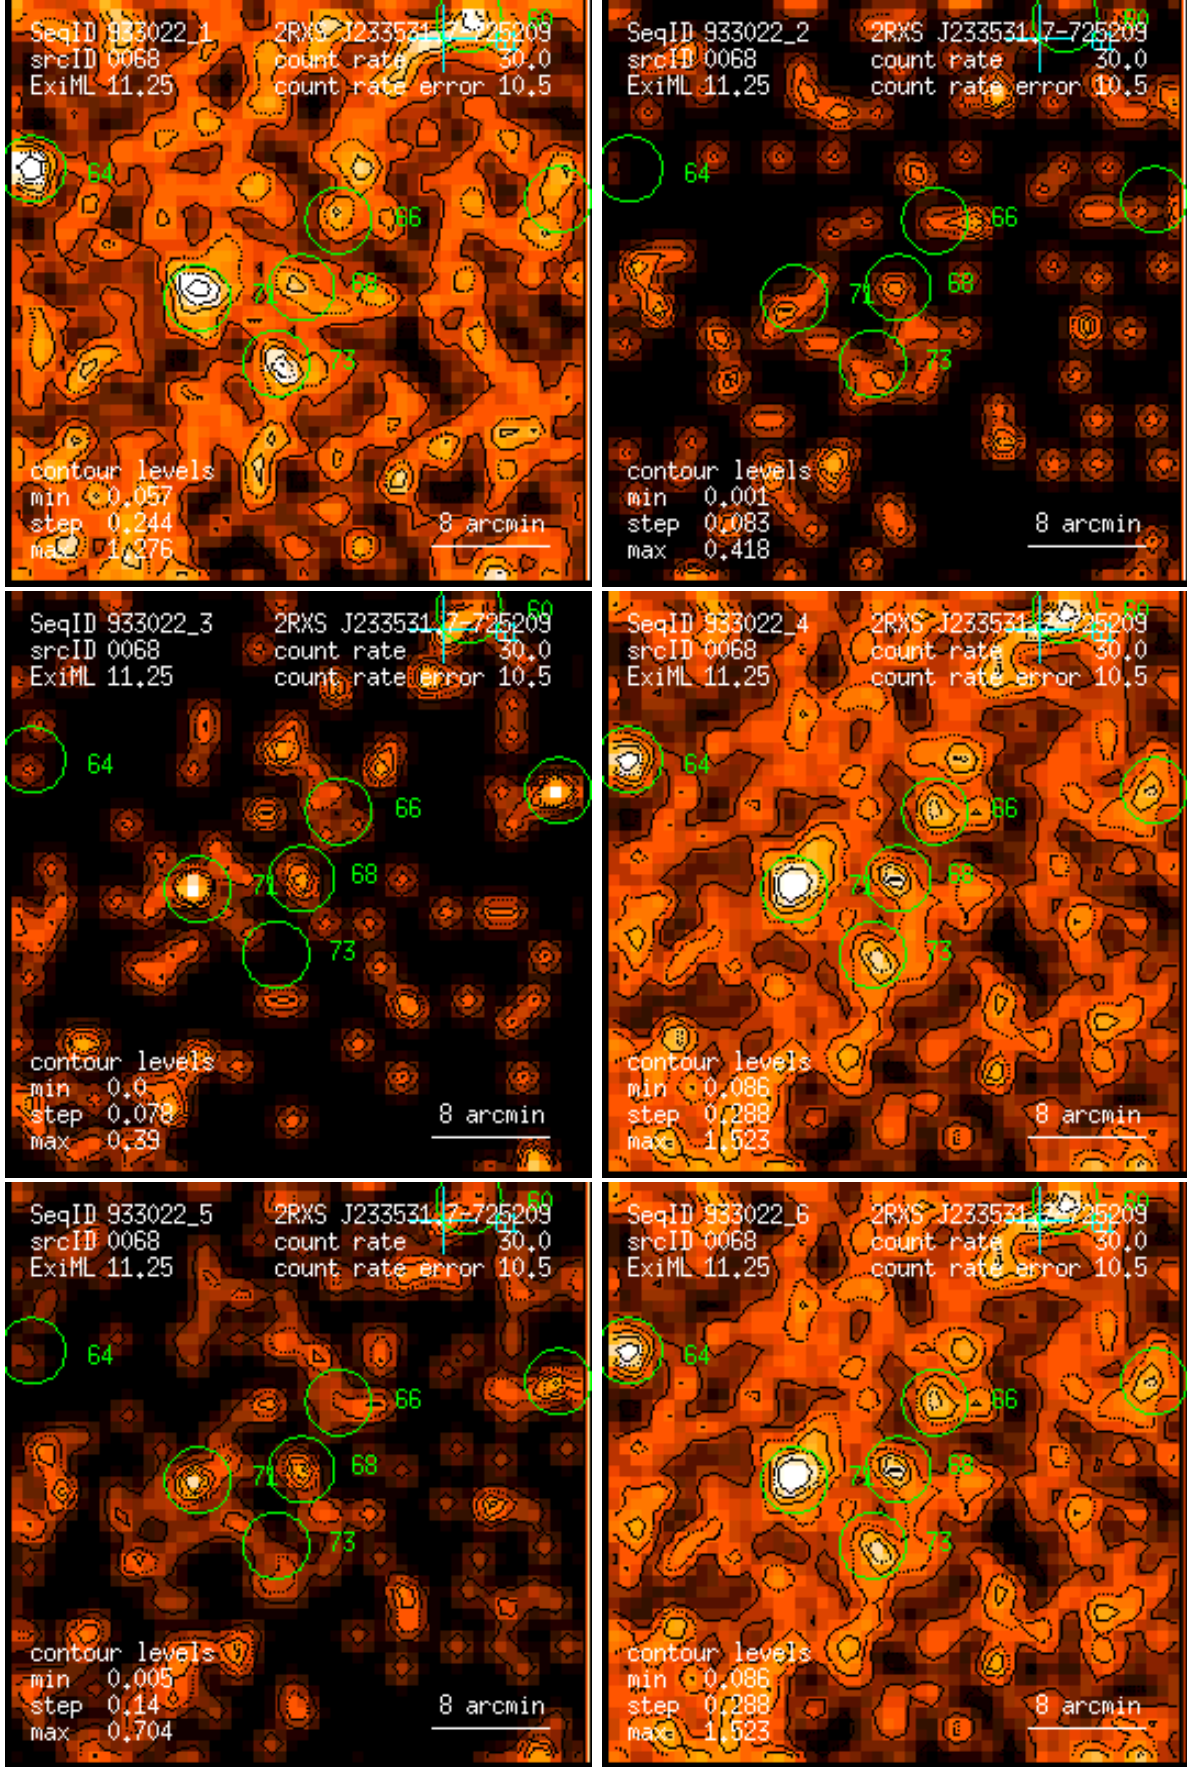 SeqID 933022_1 2RXS J233531.7-725209 60
srcID 0068 count rate 30.0
ExiML 11.25 count rate error 10.5
64
66
68
71
73
contour levels
min 0.057
step 0.244 8 arcmin
max 1.276
SeqID 933022_2 2RXS J233531.7-725209 60
srcID 0068 count rate 30.0
ExiML 11.25 count rate error 10.5
64
66
68
71
73
contour levels
min 0.001
step 0.083 8 arcmin
max 0.418
SeqID 933022_3 2RXS J233531.7-725209 60
srcID 0068 count rate 30.0
ExiML 11.25 count rate error 10.5
64
66
68
71
73
contour levels
min 0.0
step 0.078 8 arcmin
max 0.39
SeqID 933022_4 2RXS J233531.7-725209 60
srcID 0068 count rate 30.0
ExiML 11.25 count rate error 10.5
64
66
68
71
73
contour levels
min 0.086
step 0.288 8 arcmin
max 1.523
SeqID 933022_5 2RXS J233531.7-725209 60
srcID 0068 count rate 30.0
ExiML 11.25 count rate error 10.5
64
66
68
71
73
contour levels
min 0.005
step 0.14 8 arcmin
max 0.704
SeqID 933022_6 2RXS J233531.7-725209 60
srcID 0068 count rate 30.0
ExiML 11.25 count rate error 10.5
64
66
68
71
73
contour levels
min 0.086
step 0.288 8 arcmin
max 1.523